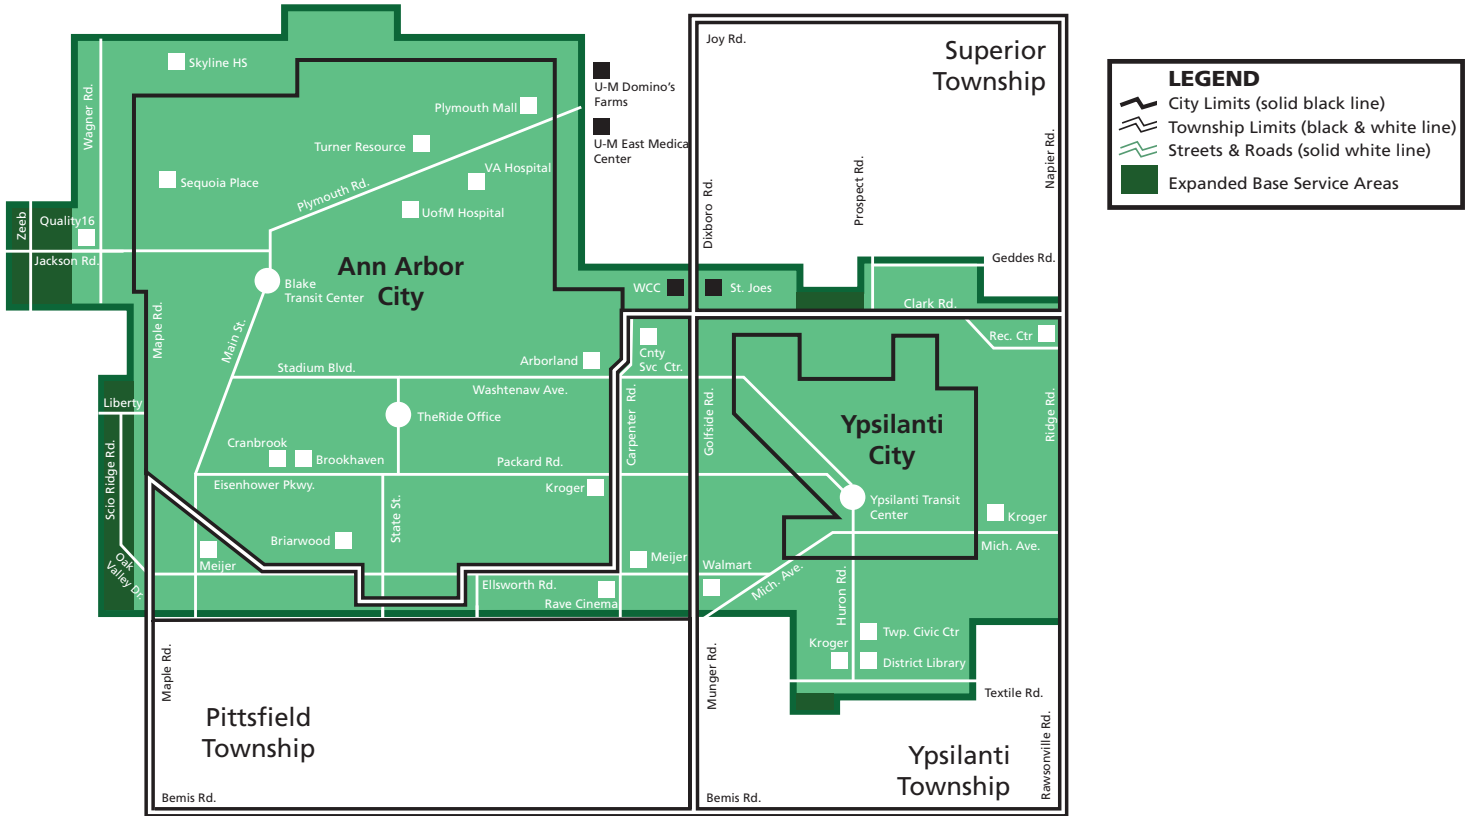 Joy Rd.
Superior
Township
LEGEND
City Limits (solid black line)
Township Limits (black & white line)
Streets & Roads (solid white line)
Expanded Base Service Areas
Skyline HS
Wagner Rd.
U-M Domino's
Farms
Plymouth Mall
U-M East Medica
Center
Turner Resource
VA Hospital
Sequoia Place
Plymouth Rd.
UofM Hospital
Napier Rd.
Prospect Rd.
Dixboro Rd.
Zeeb
Quality16
Jackson Rd.
Ann Arbor
City
Blake
Transit Center
Geddes Rd.
WCC
St. Joes
Clark Rd.
Maple Rd.
Main St.
Rec. Ctr
Cnty
Svc Ctr.
Arborland
Stadium Blvd.
Washtenaw Ave.
Liberty
TheRide Office
Carpenter Rd.
Golfside Rd.
Ridge Rd.
Ypsilanti
City
Cranbrook
Brookhaven
Packard Rd.
Scio Ridge Rd.
Eisenhower Pkwy.
Kroger
State St.
Ypsilanti Transit
Center
Kroger
Briarwood
Mich. Ave.
Oak
Valley Dr.
Meijer
Meijer
Walmart
Mich. Ave.
Ellsworth Rd.
Rave Cinema
Huron Rd.
Twp. Civic Ctr
Kroger
District Library
Maple Rd.
Munger Rd.
Textile Rd.
Pittsfield
Township
Rawsonville Rd.
Ypsilanti
Township
Bemis Rd.
Bemis Rd.